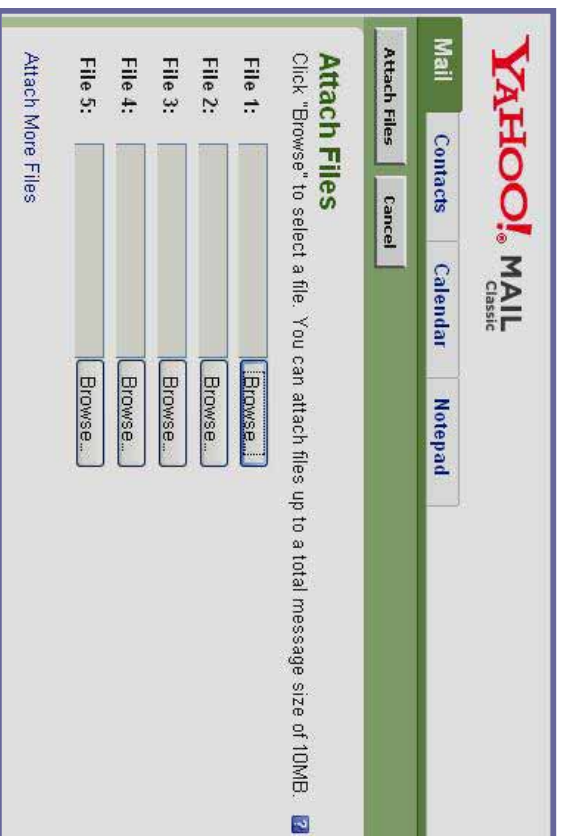 YAHOO!® MAIL
Classic
Mail Contacts Calendar Notepad
Attach Files Cancel
Attach Files
Click "Browse" to select a file. You can attach files up to a total message size of 10MB. ?
File 1: Browse...
File 2: Browse...
File 3: Browse...
File 4: Browse...
File 5: Browse...
Attach More Files